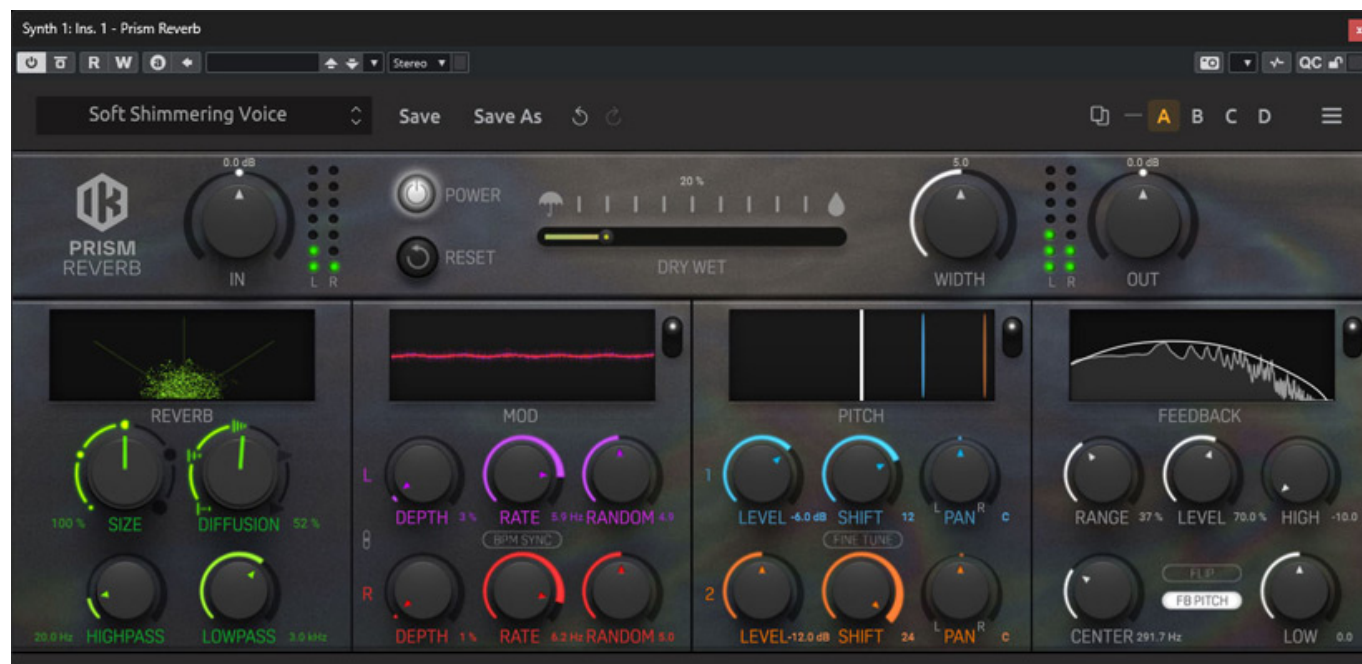 Synth 1: Ins. 1 - Prism Reverb
x
R W a Stereo QC
Soft Shimmering Voice Save Save As A B C D
0.0 dB 5.0 0.0 dB
20 %
POWER
PRISM
REVERB
RESET
IN L R DRY WET WIDTH L R OUT
REVERB MOD PITCH FEEDBACK
L 1
100 % SIZE DIFFUSION 52 % DEPTH 3 % RATE 5.9 Hz RANDOM 4.9 LEVEL -6.0 dB SHIFT 12 L PAN R C RANGE 37 % LEVEL 70.0 % HIGH -10.0
BPM SYNC FINE TUNE FLIP
R 2 FB PITCH
20.0 Hz HIGHPASS LOWPASS 3.0 kHz DEPTH 1 % RATE 6.2 Hz RANDOM 5.0 LEVEL -12.0 dB SHIFT 24 L PAN R C CENTER 291.7 Hz LOW 0.0